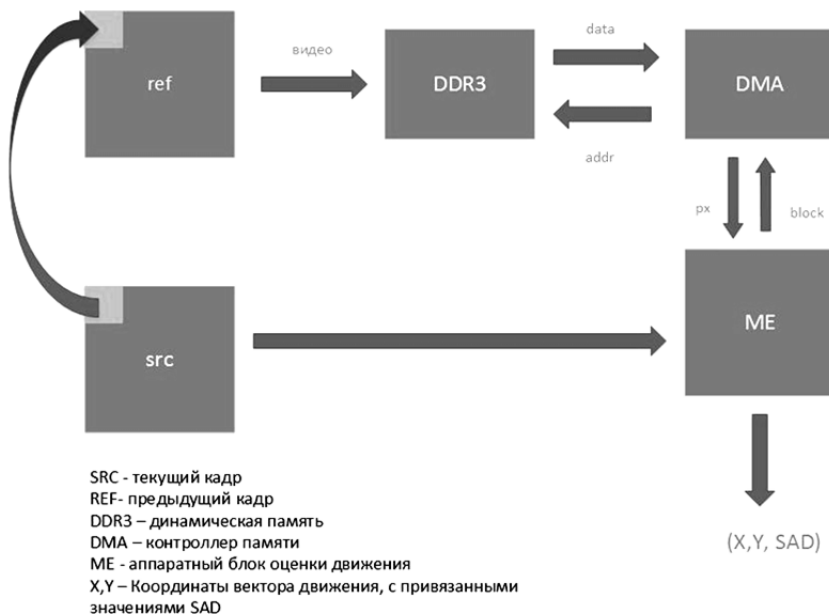 видео
data
ref
DDR3
DMA
addr
px
block
src
ME
SRC - текущий кадр
REF- предыдущий кадр
DDR3 – динамическая память
DMA – контроллер памяти
ME - аппаратный блок оценки движения
X,Y – Координаты вектора движения, с привязанными
значениями SAD
(X,Y, SAD)